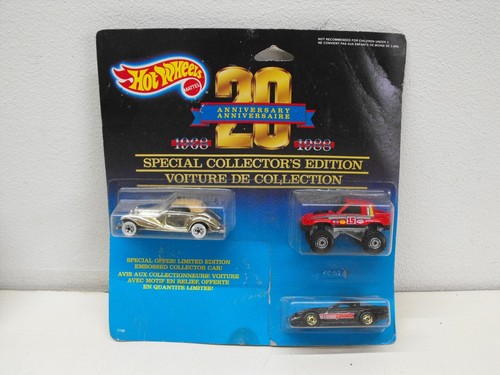 NOT RECOMMENDED FOR CHILDREN UNDER 3
NE CONVIENT PAS AUX ENFANTS DE MOINS DE 3 ANS.
Hot Wheels
MATTEL
20
ANNIVERSARY
ANNIVERSAIRE
1968 1988
SPECIAL COLLECTOR'S EDITION
VOITURE DE COLLECTION
SPECIAL OFFER! LIMITED EDITION
EMBOSSED COLLECTOR CAR!
AVIS AUX COLLECTIONNEURS! VOITURE
AVEC MOTIF EN RELIEF, OFFERTE
EN QUANTITÉ LIMITÉE!
15